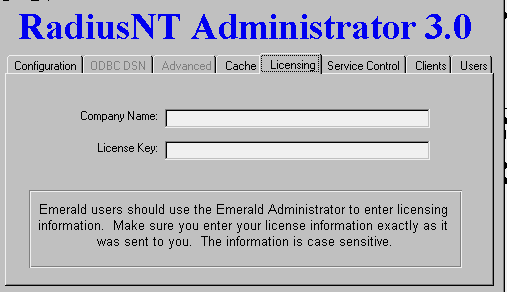 RadiusNT Administrator 3.0
Configuration ODBC DSN Advanced Cache Licensing Service Control Clients Users
Company Name:
License Key:
Emerald users should use the Emerald Administrator to enter licensing
information. Make sure you enter your license information exactly as it
was sent to you. The information is case sensitive.